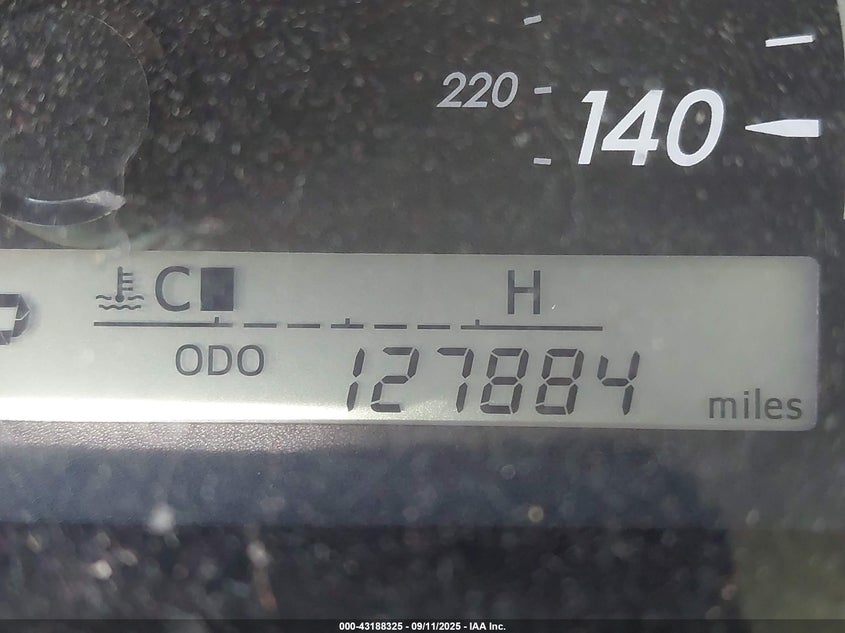 220 140
C H
ODO 127884 miles
000-43188325 - 09/11/2025 - IAA Inc.